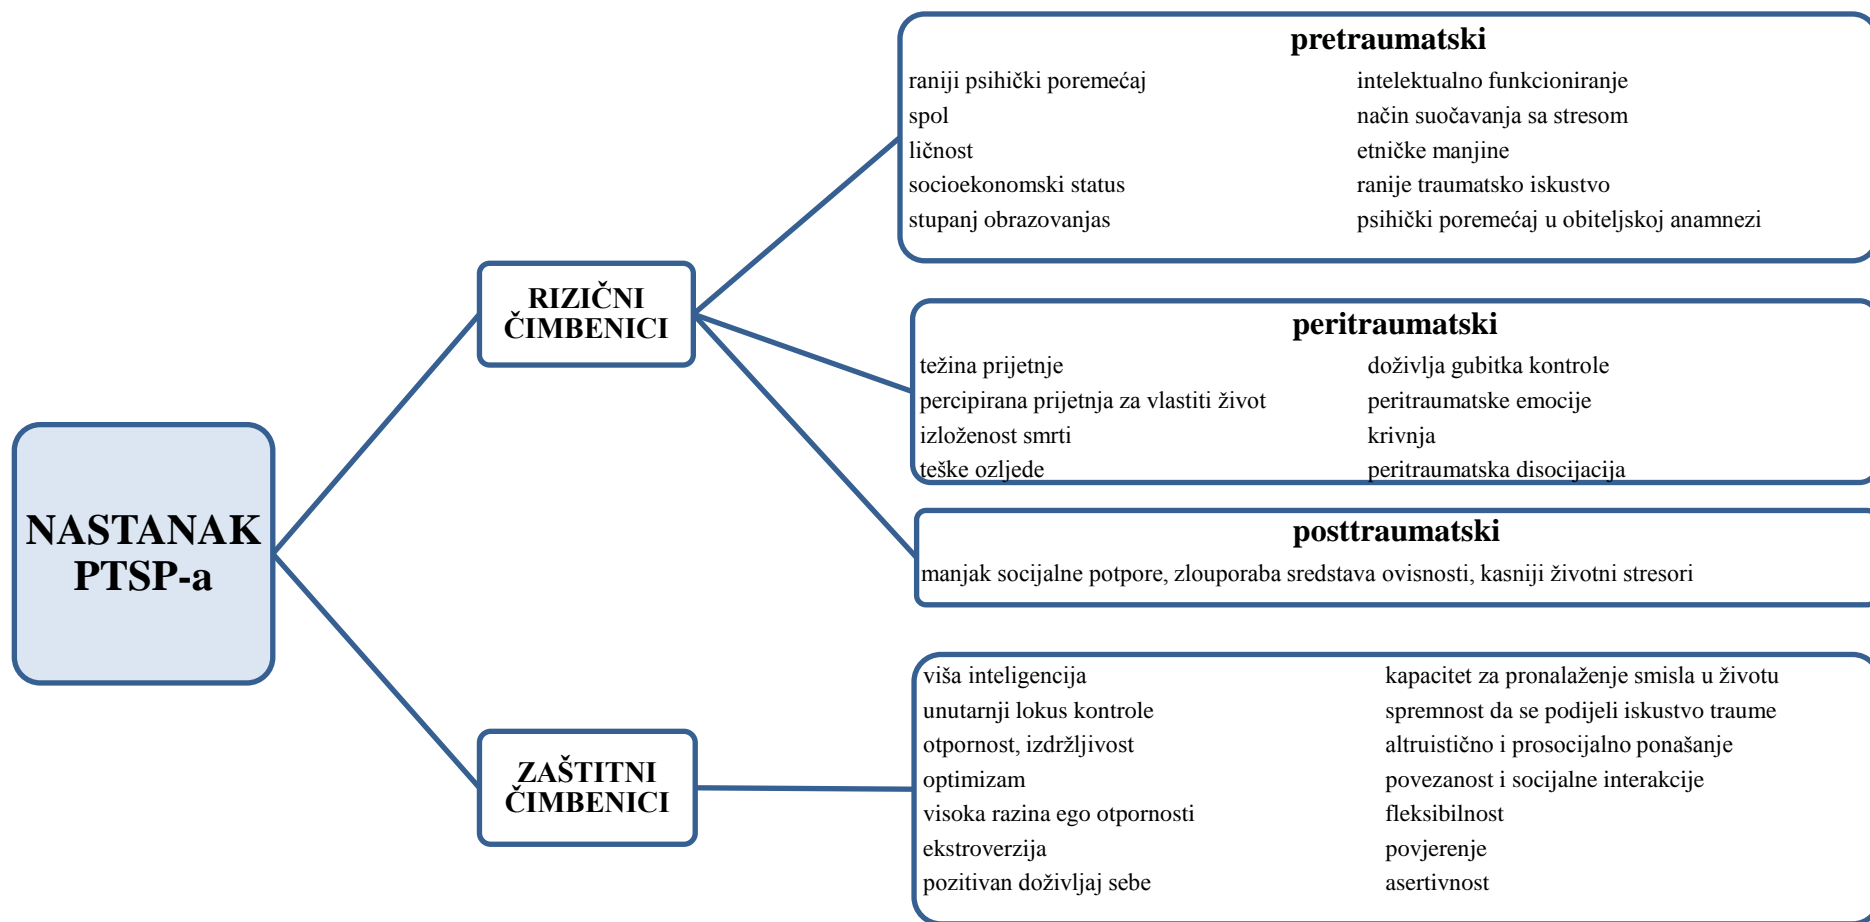 NASTANAK
PTSP-a
RIZIČNI
ČIMBENICI
pretraumatski
raniji psihički poremećaj
spol
ličnost
socioekonomski status
stupanj obrazovanjas
intelektualno funkcioniranje
način suočavanja sa stresom
etničke manjine
ranije traumatsko iskustvo
psihički poremećaj u obiteljskoj anamnezi
peritraumatski
težina prijetnje
percipirana prijetnja za vlastiti život
izloženost smrti
teške ozljede
doživlja gubitka kontrole
peritraumatske emocije
krivnja
peritraumatska disocijacija
posttraumatski
manjak socijalne potpore, zlouporaba sredstava ovisnosti, kasniji životni stresori
ZAŠTITNI
ČIMBENICI
viša inteligencija
unutarnji lokus kontrole
otpornost, izdržljivost
optimizam
visoka razina ego otpornosti
ekstroverzija
pozitivan doživljaj sebe
kapacitet za pronalaženje smisla u životu
spremnost da se podijeli iskustvo traume
altruistično i prosocijalno ponašanje
povezanost i socijalne interakcije
fleksibilnost
povjerenje
asertivnost